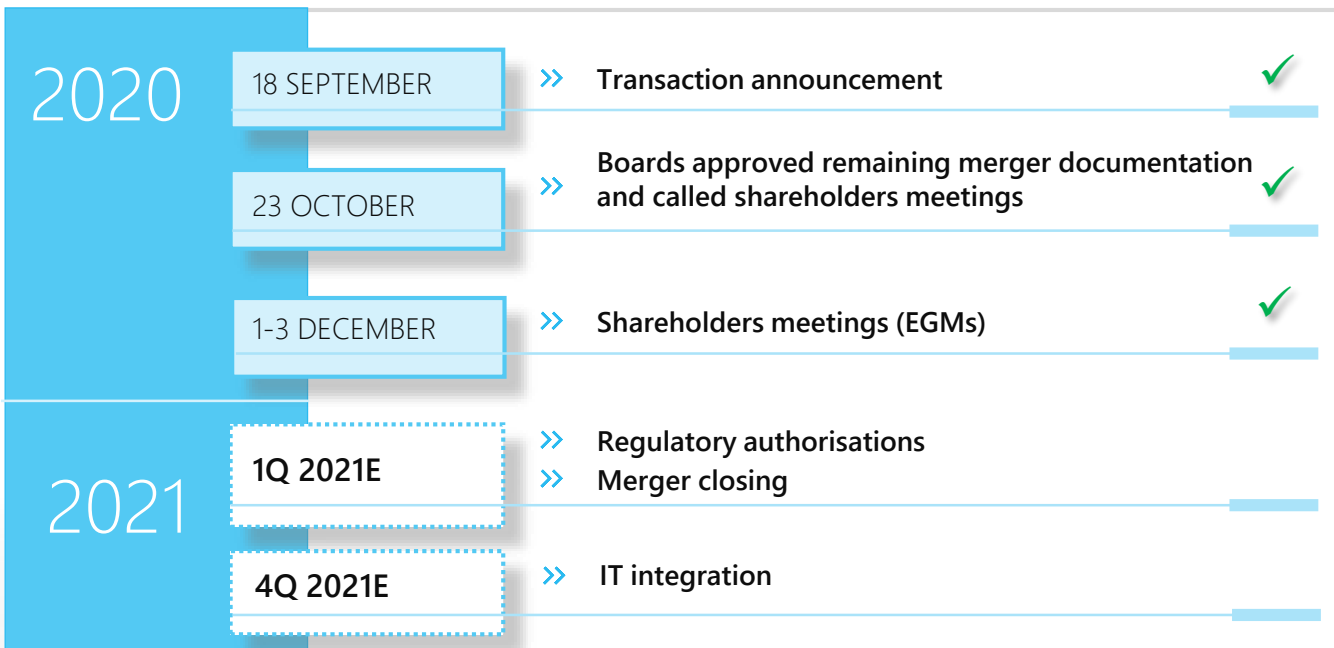 2020
18 SEPTEMBER
Transaction announcement
23 OCTOBER
Boards approved remaining merger documentation
and called shareholders meetings
1-3 DECEMBER
Shareholders meetings (EGMs)
2021
1Q 2021E
Regulatory authorisations
Merger closing
4Q 2021E
IT integration